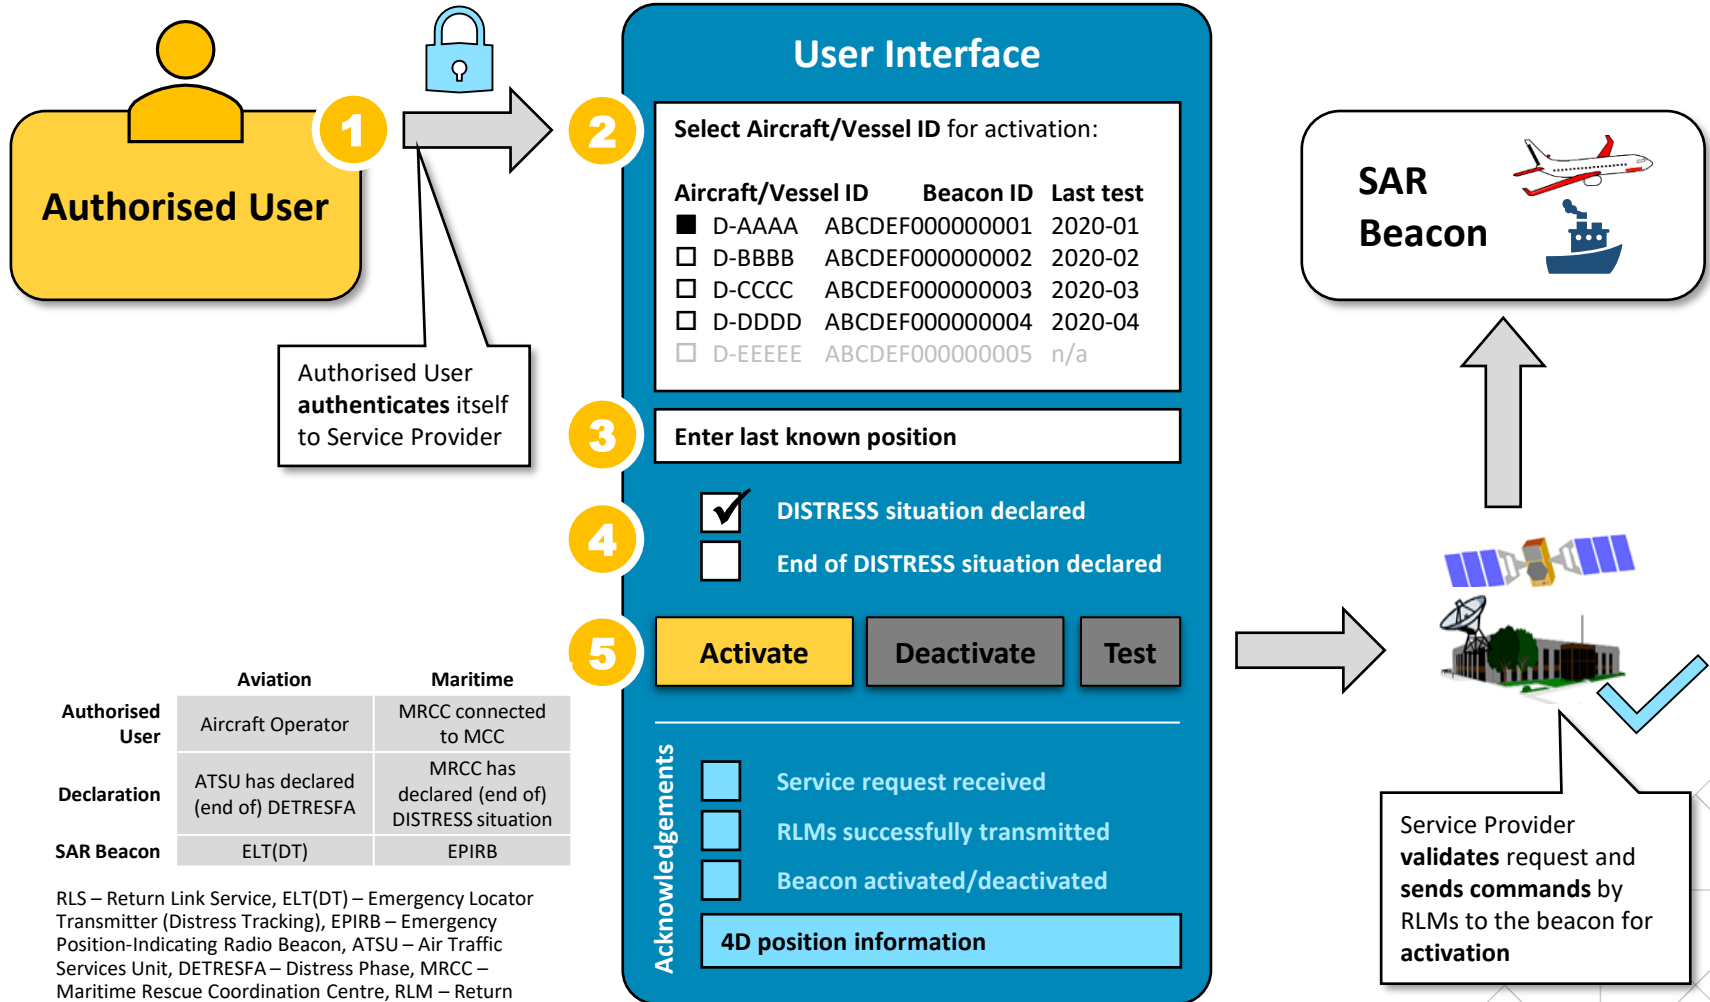 1
Authorised User
Authorised User
authenticates itself
to Service Provider
User Interface
2
Select Aircraft/Vessel ID for activation:
Aircraft/Vessel ID Beacon ID Last test
D-AAAA ABCDEF000000001 2020-01
D-BBBB ABCDEF000000002 2020-02
D-CCCC ABCDEF000000003 2020-03
D-DDDD ABCDEF000000004 2020-04
D-EEEEE ABCDEF000000005 n/a
3
Enter last known position
4
DISTRESS situation declared
End of DISTRESS situation declared
5
Activate Deactivate Test
Acknowledgements
Service request received
RLMs successfully transmitted
Beacon activated/deactivated
4D position information
SAR
Beacon
Service Provider
validates request and
sends commands by
RLMs to the beacon for
activation
Aviation Maritime
Authorised
User
Aircraft Operator
MRCC connected
to MCC
Declaration
ATSU has declared
(end of) DETRESFA
MRCC has
declared (end of)
DISTRESS situation
SAR Beacon ELT(DT) EPIRB
RLS – Return Link Service, ELT(DT) – Emergency Locator
Transmitter (Distress Tracking), EPIRB – Emergency
Position-Indicating Radio Beacon, ATSU – Air Traffic
Services Unit, DETRESFA – Distress Phase, MRCC –
Maritime Rescue Coordination Centre, RLM – Return